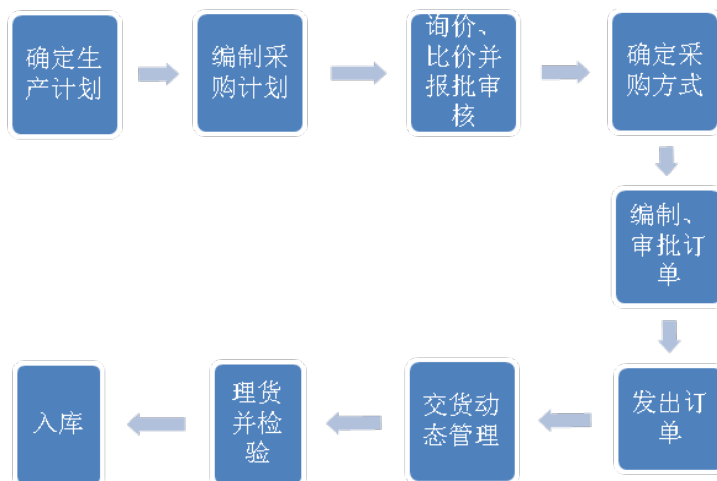 确定生
产计划
编制采
购计划
询价、
比价并
报批审
核
确定采
购方式
编制、
审批订
单
发出订
单
交货动
态管理
理货
并检
验
入库